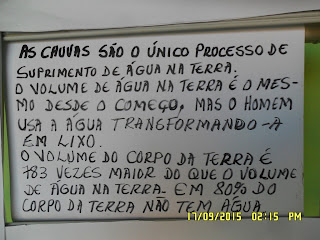 AS CHUVAS SÃO O ÚNICO PROCESSO DE
SUPRIMENTO DE ÁGUA NA TERRA.
O VOLUME DE ÁGUA NA TERRA É O MES-
MO DESDE O COMEÇO, MAS O HOMEM
USA A ÁGUA TRANSFORMANDO-A
EM LIXO.
O VOLUME DO CORPO DA TERRA É
783 VEZES MAIOR DO QUE O VOLUME
DE ÁGUA NA TERRA. EM 80% DO
CORPO DA TERRA NÃO TEM ÁGUA
17/09/2015 02:15 PM